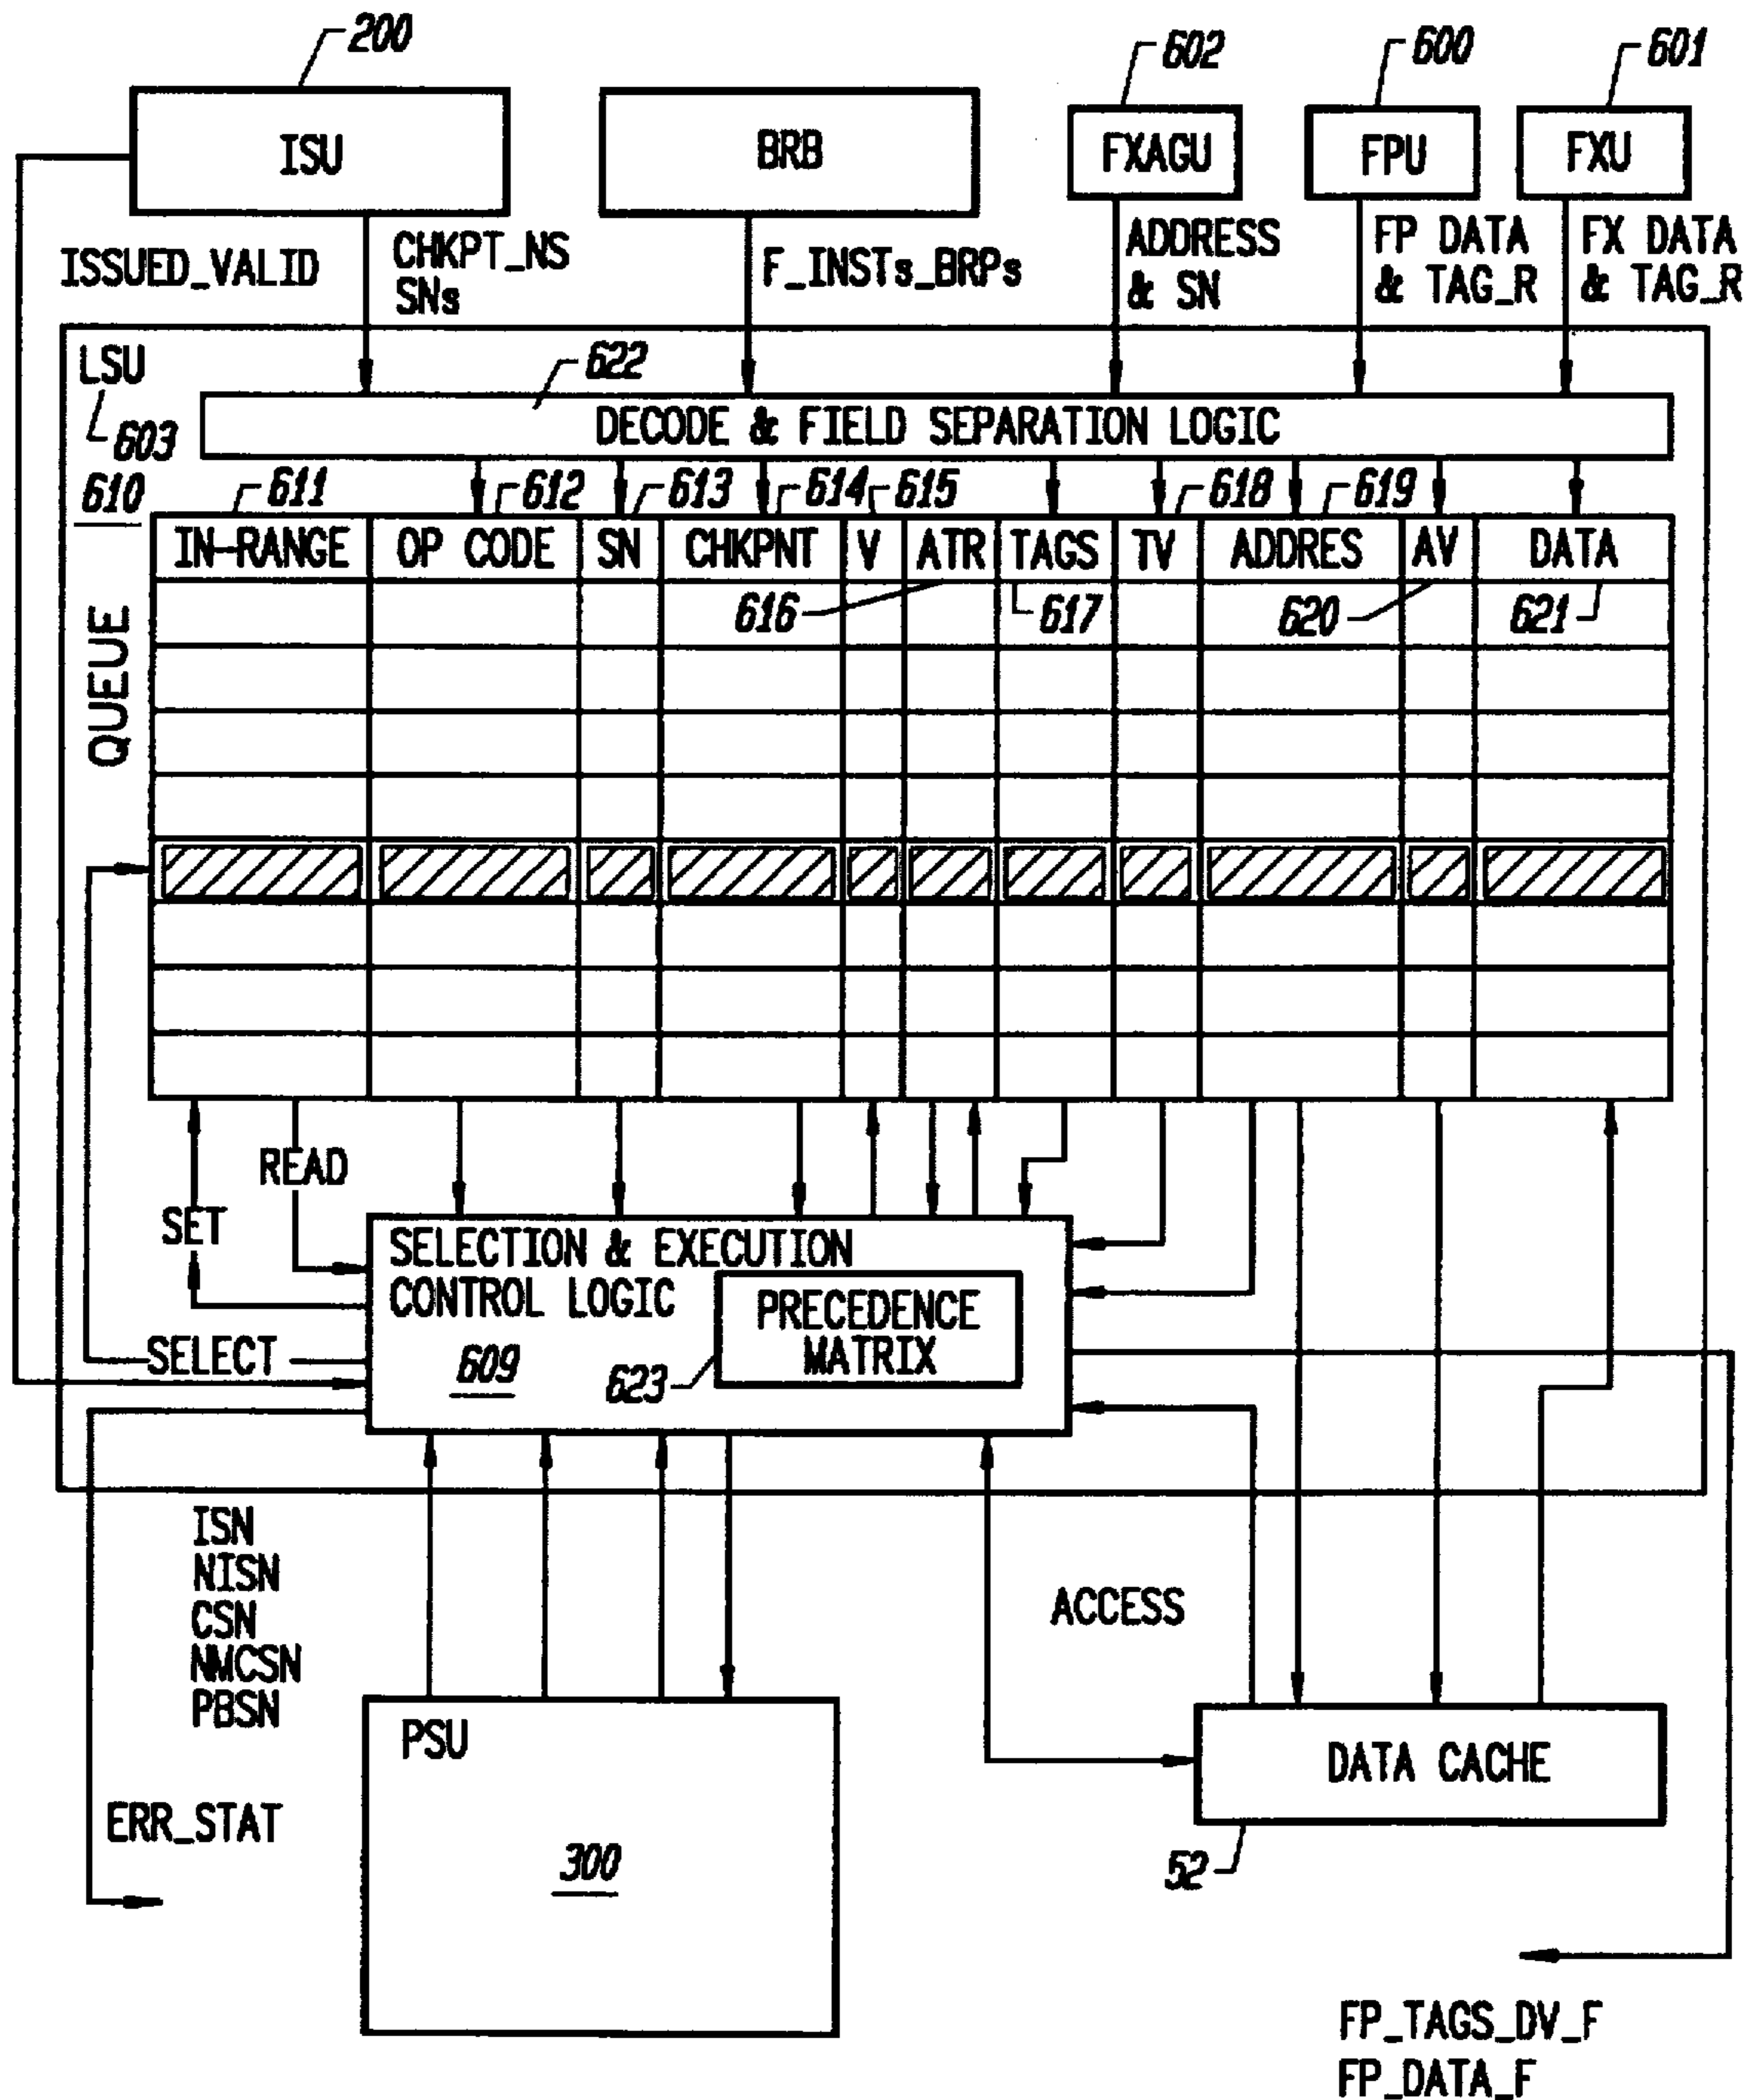 200
602
600
601
ISU
BRB
FXAGU
FPU
FXU
ISSUED_VALID
CHKPT_NS
SNs
F_INSTs_BRPs
ADDRESS
& SN
FP DATA
& TAG_R
FX DATA
& TAG_R
LSU
603
622
DECODE & FIELD SEPARATION LOGIC
610
611
612
613
614
615
618
619
QUEUE
IN-RANGE
OP CODE
SN
CHKPNT
V
ATR
TAGS
TV
ADDRES
AV
DATA
616
617
620
621
READ
SET
SELECT
SELECTION & EXECUTION
CONTROL LOGIC
609
623
PRECEDENCE
MATRIX
ISN
NISN
CSN
NMCSN
PBSN
ACCESS
PSU
300
DATA CACHE
52
ERR_STAT
FP_TAGS_DV_F
FP_DATA_F